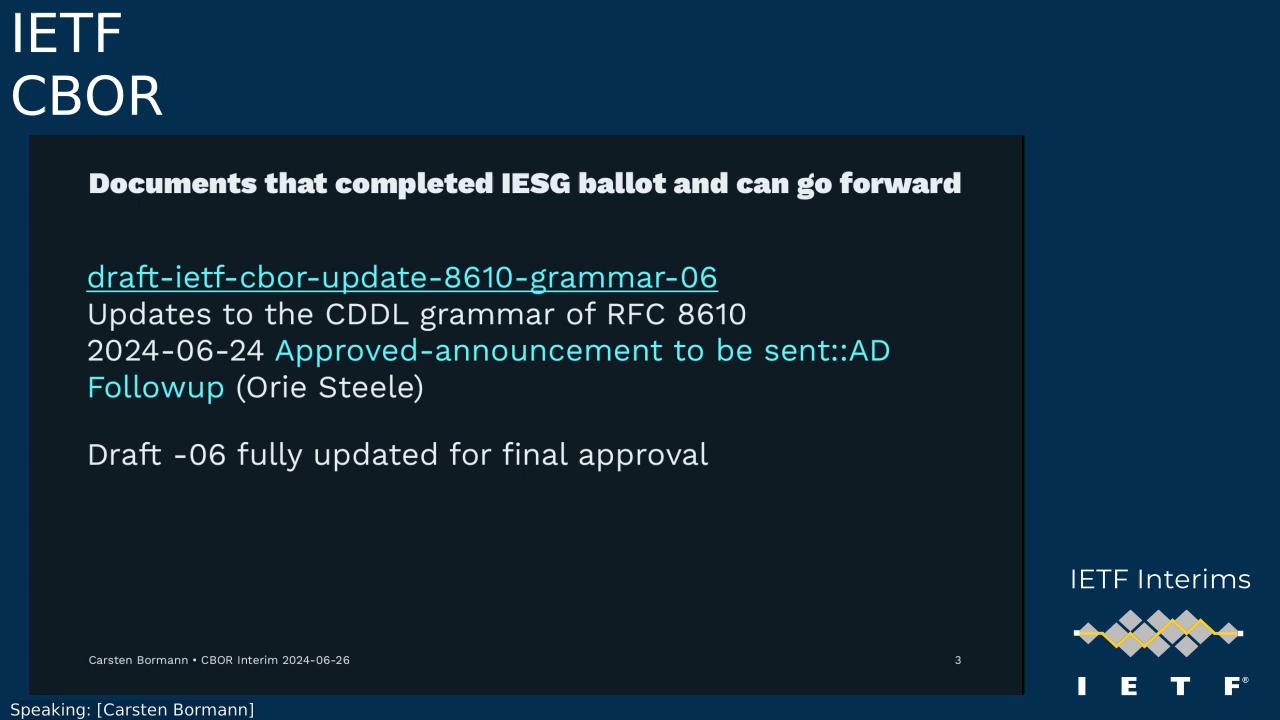 IETF
CBOR
Documents that completed IESG ballot and can go forward
draft-ietf-cbor-update-8610-grammar-06
Updates to the CDDL grammar of RFC 8610
2024-06-24 Approved-announcement to be sent::AD
Followup (Orie Steele)
Draft -06 fully updated for final approval
Carsten Bormann • CBOR Interim 2024-06-26
3
IETF Interims
I E T F®
Speaking: [Carsten Bormann]